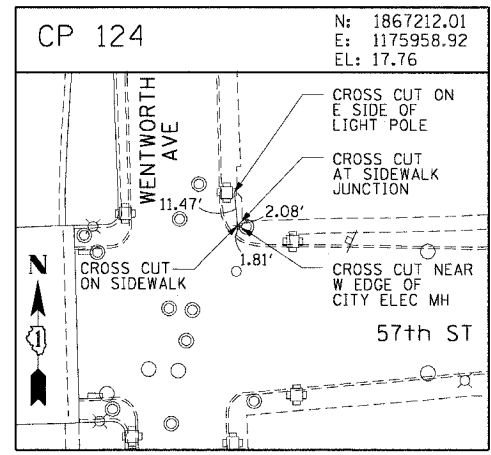 CP 124
N: 1867212.01
E: 1175958.92
EL: 17.76
WENTWORTH
AVE
CROSS CUT ON
E SIDE OF
LIGHT POLE
CROSS CUT
AT SIDEWALK
JUNCTION
11.47'
2.08'
1.81'
CROSS CUT
ON SIDEWALK
CROSS CUT NEAR
W EDGE OF
CITY ELEC MH
N
1
57th ST